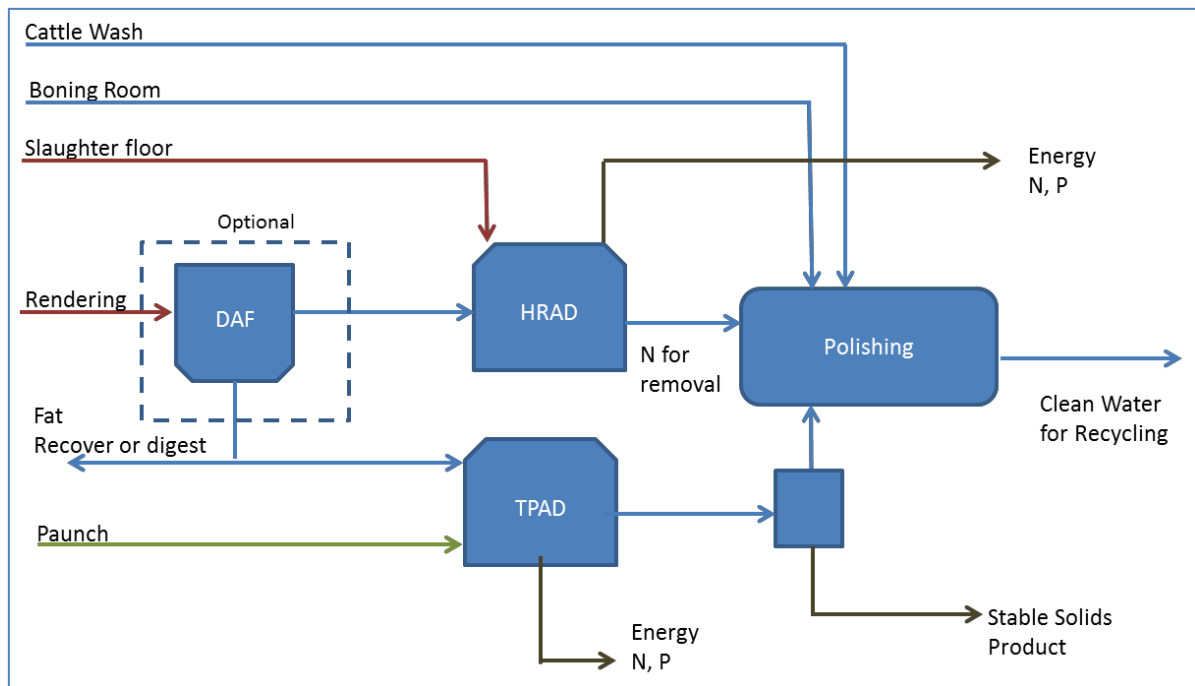 Cattle Wash
Boning Room
Slaughter floor
Energy
N, P
Optional
Rendering
DAF
HRAD
Polishing
N for
removal
Fat
Recover or digest
Clean Water
for Recycling
TPAD
Paunch
Stable Solids
Product
Energy
N, P